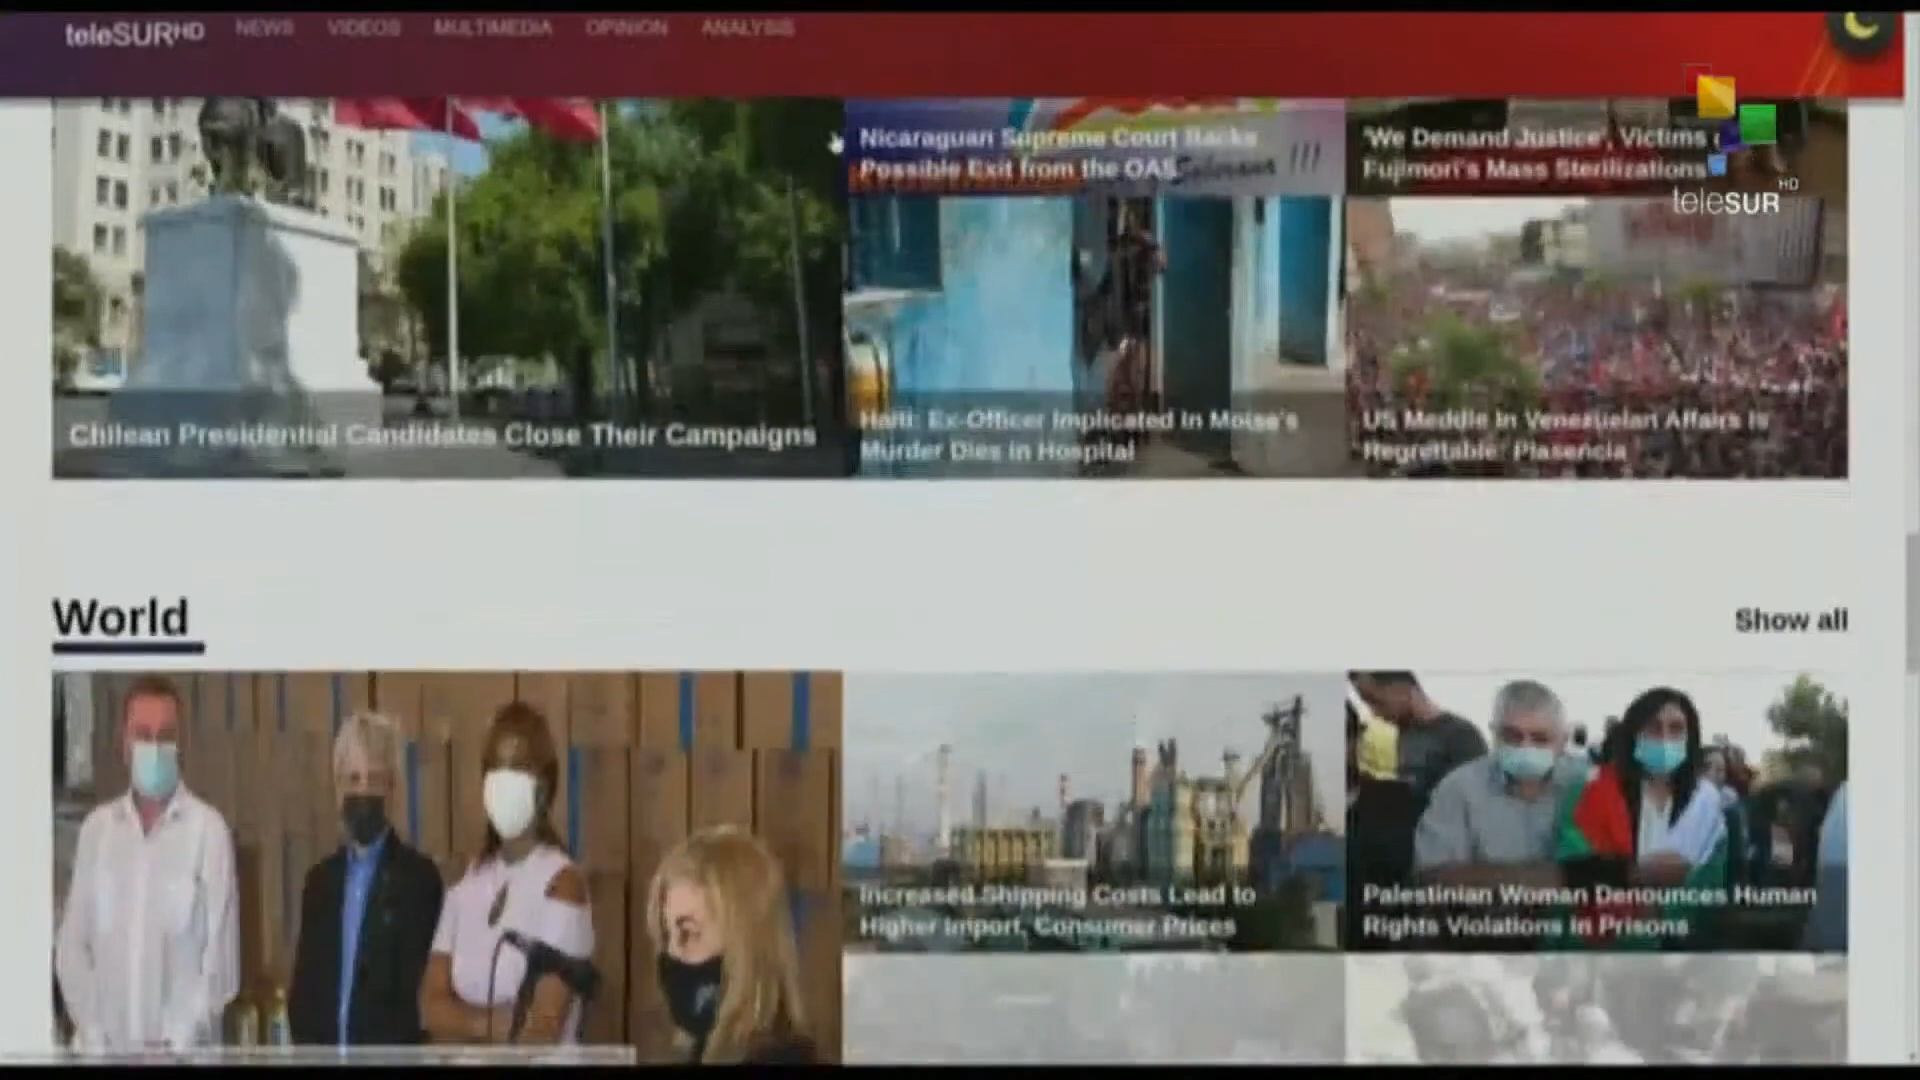 teleSURHD NEWS VIDEOS MULTIMEDIA OPINION ANALYSIS
Nicaraguan Supreme Court Backs
Possible Exit from the OAS
'We Demand Justice', Victims
Fujimori's Mass Sterilizations
teleSUR HD
Chilean Presidential Candidates Close Their Campaigns
Haiti: Ex-Officer Implicated In Moise's
Murder Dies in Hospital
US Meddle In Venezuelan Affairs Is
Regrettable: Plasencia
World
Show all
Increased Shipping Costs Lead to
Higher Import, Consumer Prices
Palestinian Woman Denounces Human
Rights Violations In Prisons